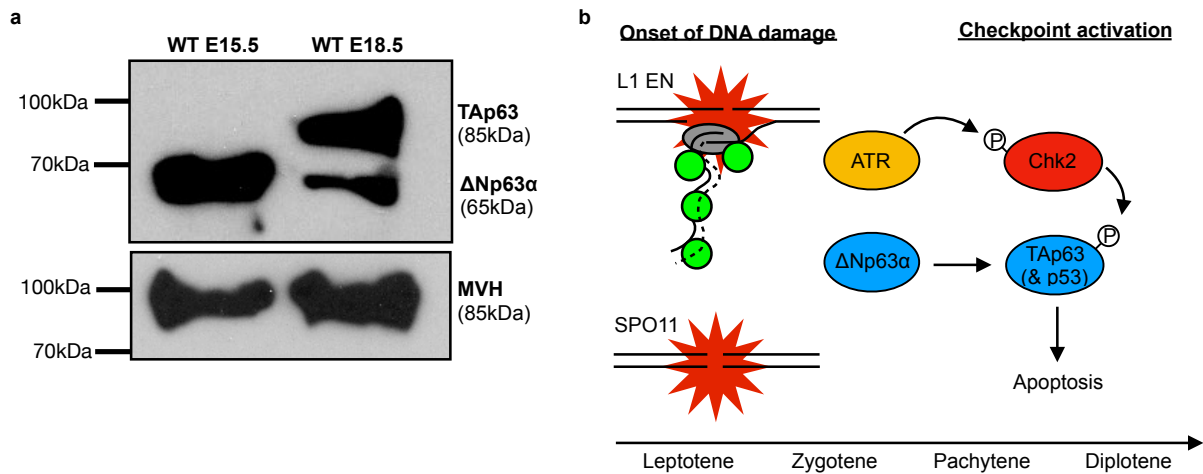 a
WT E15.5 WT E18.5
100kDa
70kDa
TAp63
(85kDa)
ΔNp63α
(65kDa)
100kDa
70kDa
MVH
(85kDa)
b
Onset of DNA damage
Checkpoint activation
L1 EN
ATR
P
Chk2
P
ΔNp63α
TAp63
(& p53)
SPO11
Apoptosis
Leptotene Zygotene Pachytene Diplotene